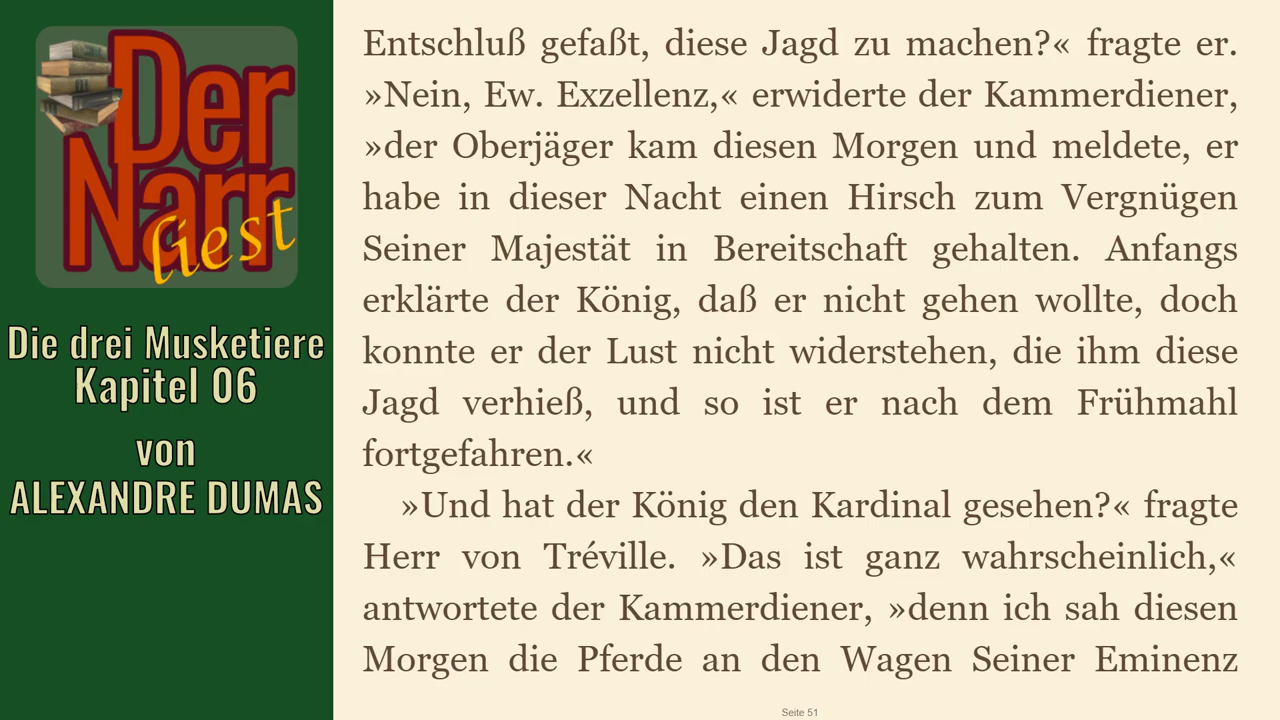 Der
Narr
liest
Die drei Musketiere
Kapitel 06
von
ALEXANDRE DUMAS
Entschluß gefaßt, diese Jagd zu machen?« fragte er.
»Nein, Ew. Exzellenz,« erwiderte der Kammerdiener,
»der Oberjäger kam diesen Morgen und meldete, er
habe in dieser Nacht einen Hirsch zum Vergnügen
Seiner Majestät in Bereitschaft gehalten. Anfangs
erklärte der König, daß er nicht gehen wollte, doch
konnte er der Lust nicht widerstehen, die ihm diese
Jagd verhieß, und so ist er nach dem Frühmahl
fortgefahren.«
»Und hat der König den Kardinal gesehen?« fragte
Herr von Tréville. »Das ist ganz wahrscheinlich,«
antwortete der Kammerdiener, »denn ich sah diesen
Morgen die Pferde an den Wagen Seiner Eminenz
Seite 51